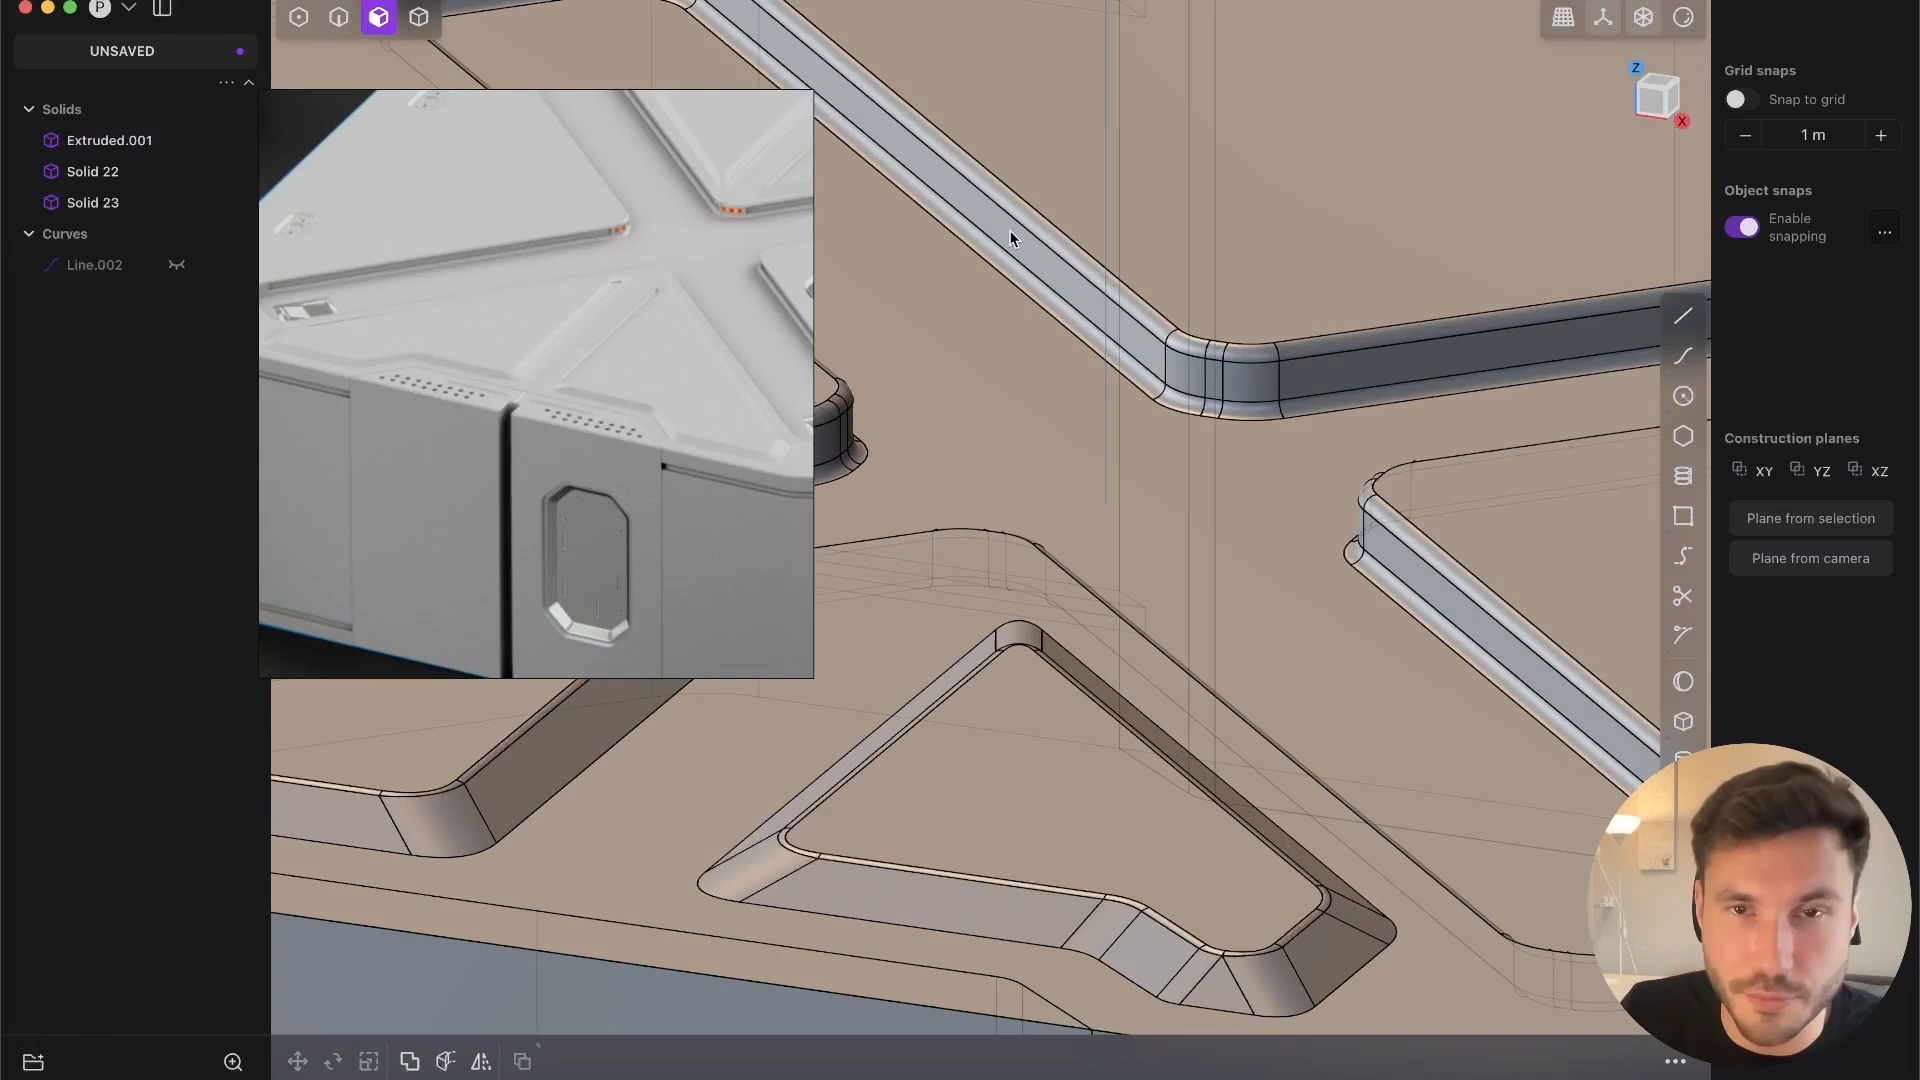 P
UNSAVED
Solids
Extruded.001
Solid 22
Solid 23
Curves
Line.002
Z
X
Grid snaps
Snap to grid
1 m
Object snaps
Enable
snapping
Construction planes
XY
YZ
XZ
Plane from selection
Plane from camera